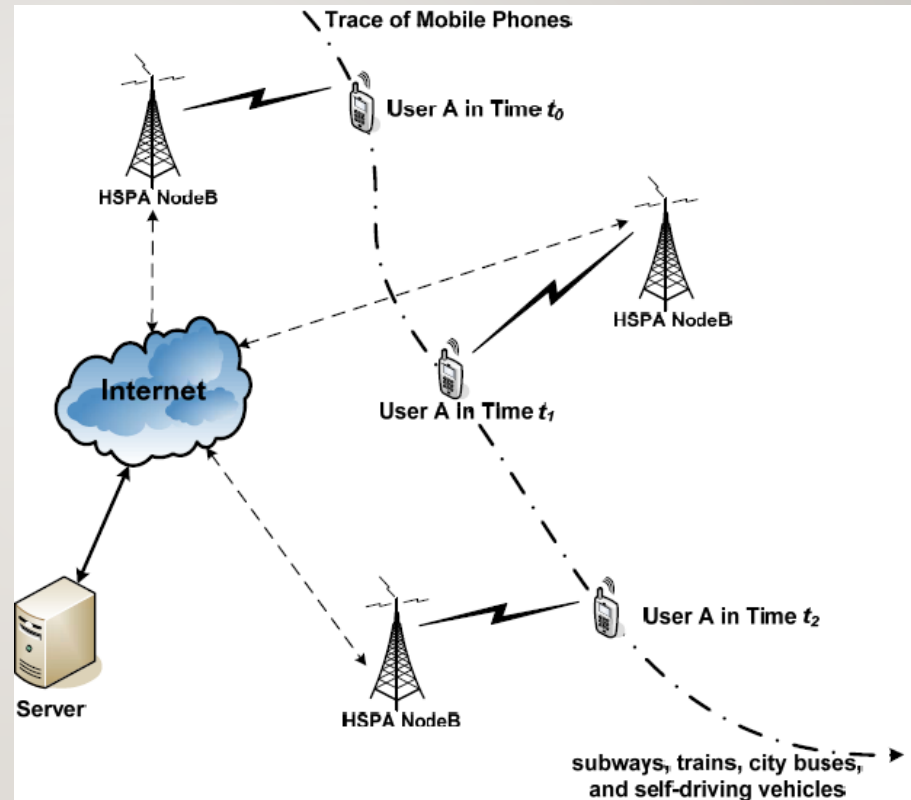 Trace of Mobile Phones
User A in Time t₀
HSPA NodeB
HSPA NodeB
Internet
User A in Time t₁
User A in Time t₂
Server
HSPA NodeB
subways, trains, city buses,
and self-driving vehicles